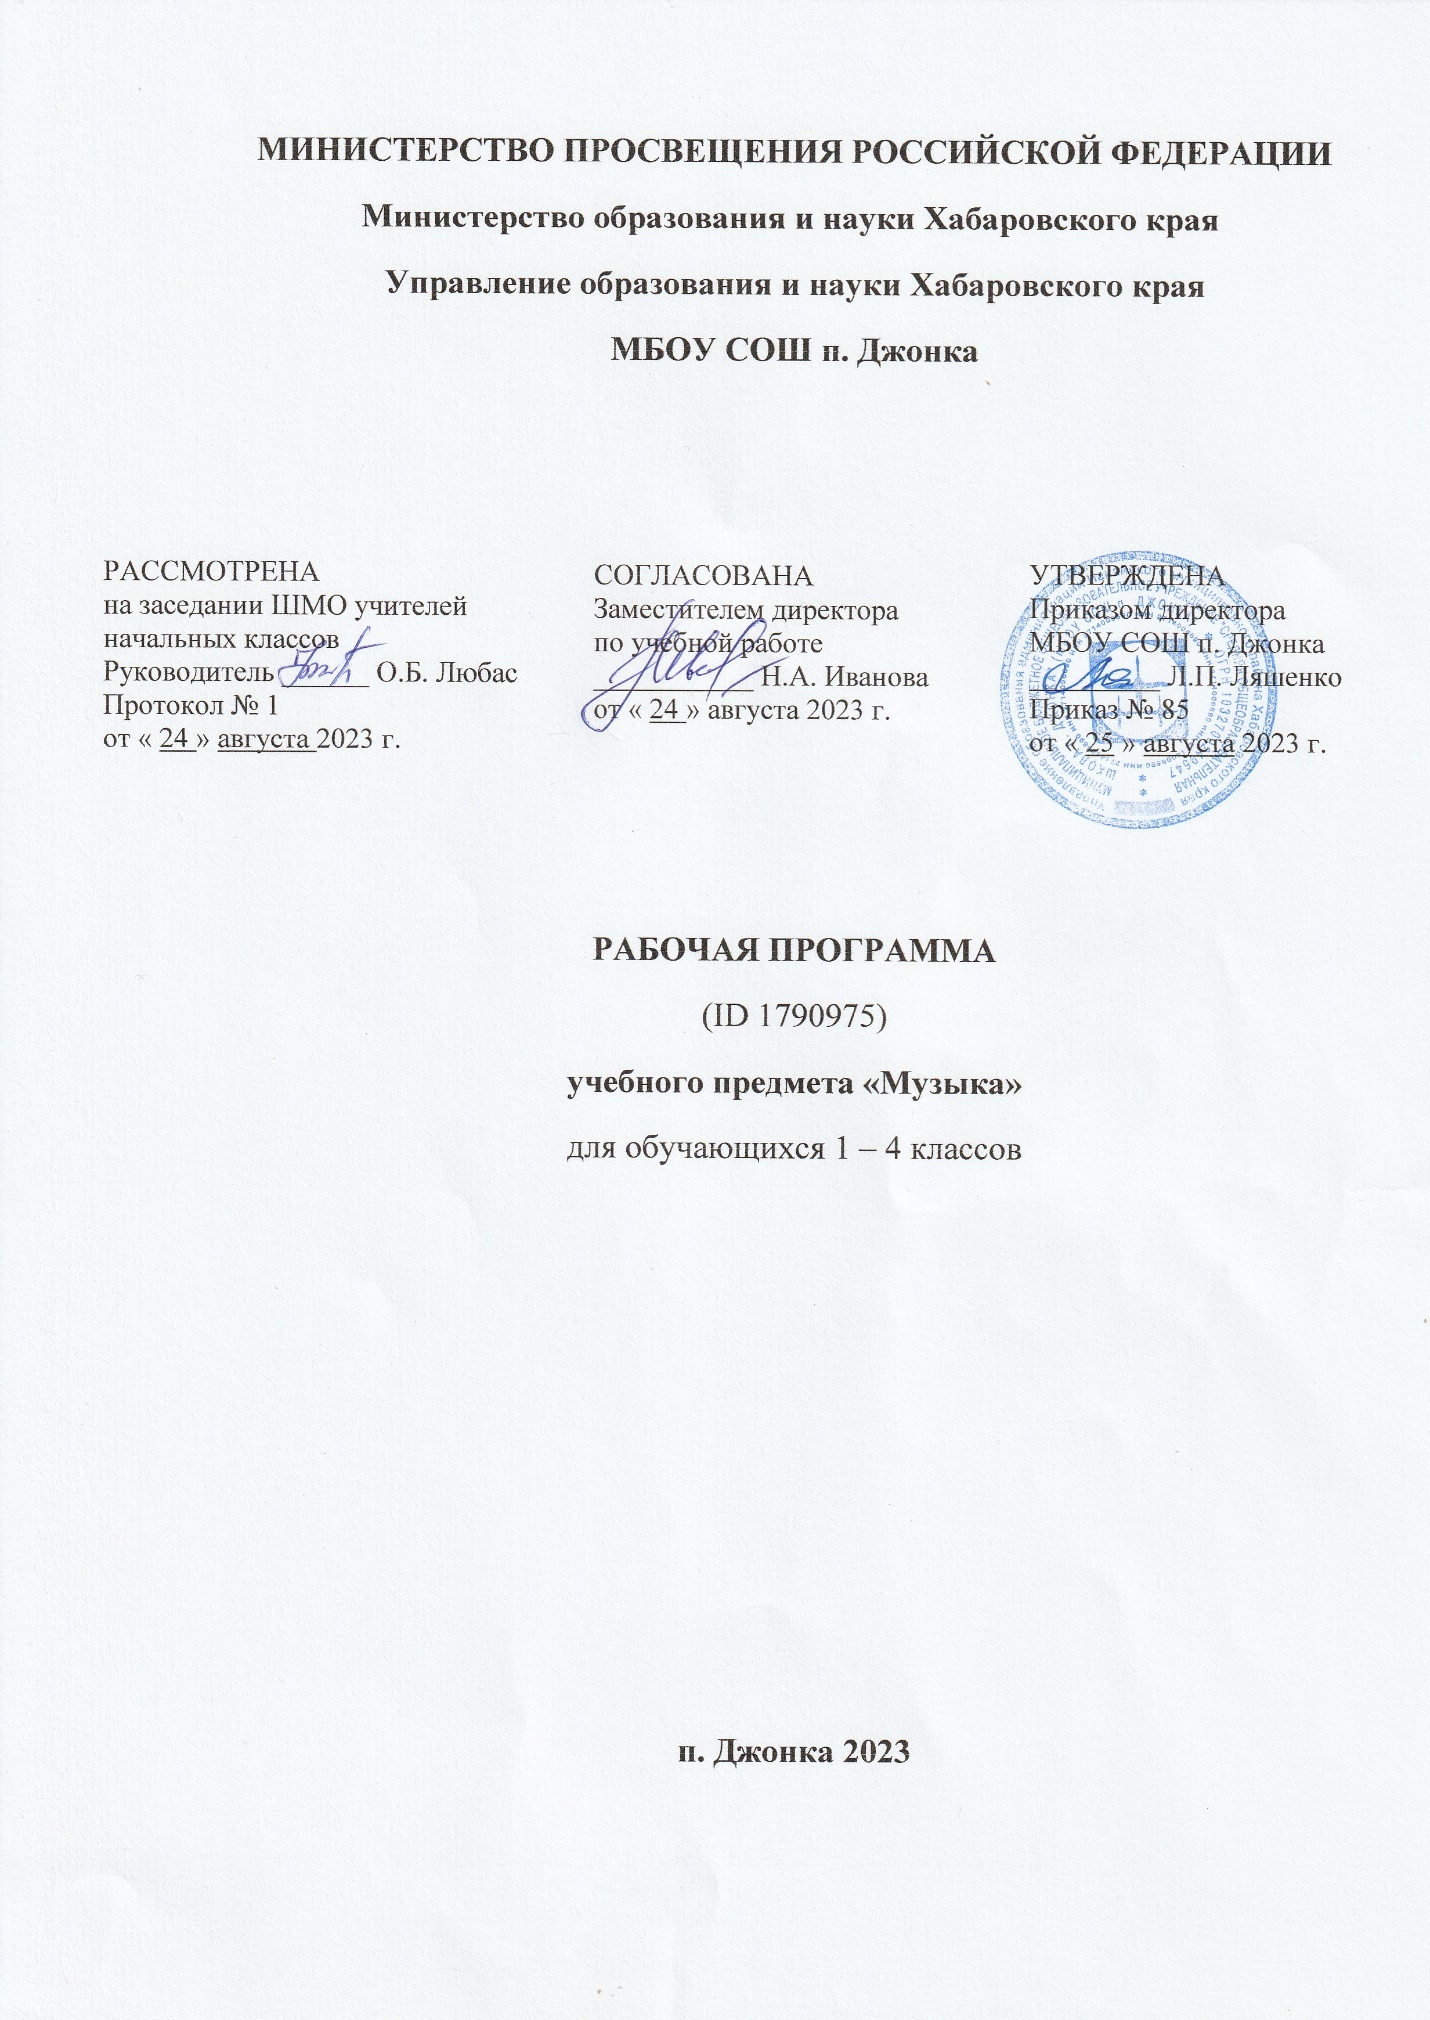 МИНИСТЕРСТВО ПРОСВЕЩЕНИЯ РОССИЙСКОЙ ФЕДЕРАЦИИ
Министерство образования и науки Хабаровского края
Управление образования и науки Хабаровского края
МБОУ СОШ п. Джонка
РАССМОТРЕНА
на заседании ШМО учителей
начальных классов
Руководитель ______ О.Б. Любас
Протокол № 1
от « 24 » августа 2023 г.
СОГЛАСОВАНА
Заместителем директора
по учебной работе
___________ Н.А. Иванова
от « 24 » августа 2023 г.
УТВЕРЖДЕНА
Приказом директора
МБОУ СОШ п. Джонка
_________ Л.П. Ляшенко
Приказ № 85
от « 25 » августа 2023 г.
РАБОЧАЯ ПРОГРАММА
(ID 1790975)
учебного предмета «Музыка»
для обучающихся 1 – 4 классов
п. Джонка 2023